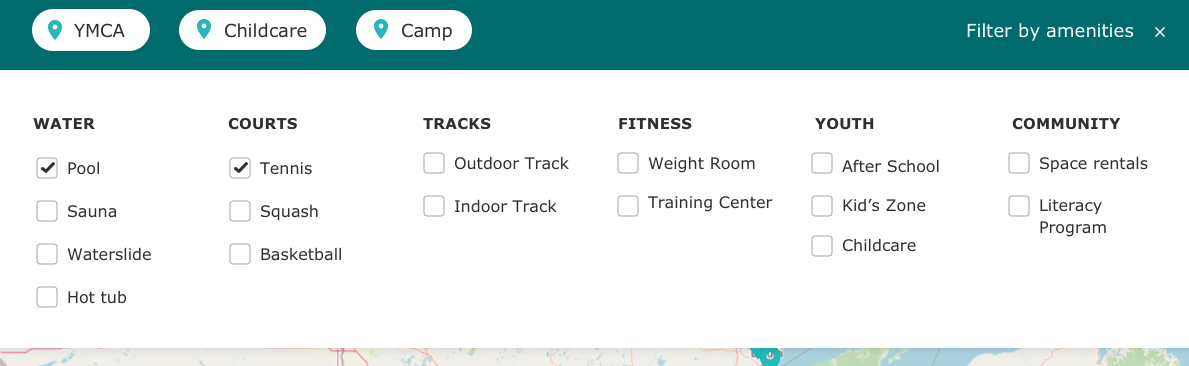 YMCA
Childcare
Camp
Filter by amenities ×
WATER
Pool
Sauna
Waterslide
Hot tub
COURTS
Tennis
Squash
Basketball
TRACKS
Outdoor Track
Indoor Track
FITNESS
Weight Room
Training Center
YOUTH
After School
Kid’s Zone
Childcare
COMMUNITY
Space rentals
Literacy
Program